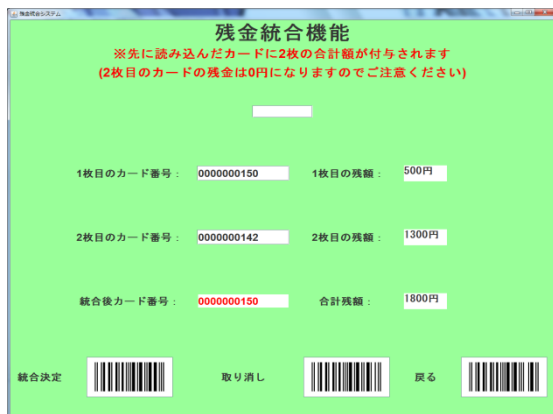 残金統合システム
残金統合機能
※先に読み込んだカードに2枚の合計額が付与されます
(2枚目のカードの残金は0円になりますのでご注意ください)
1枚目のカード番号： 0000000150 1枚目の残額： 500円
2枚目のカード番号： 0000000142 2枚目の残額： 1300円
統合後カード番号： 0000000150 合計残額： 1800円
統合決定 取り消し 戻る